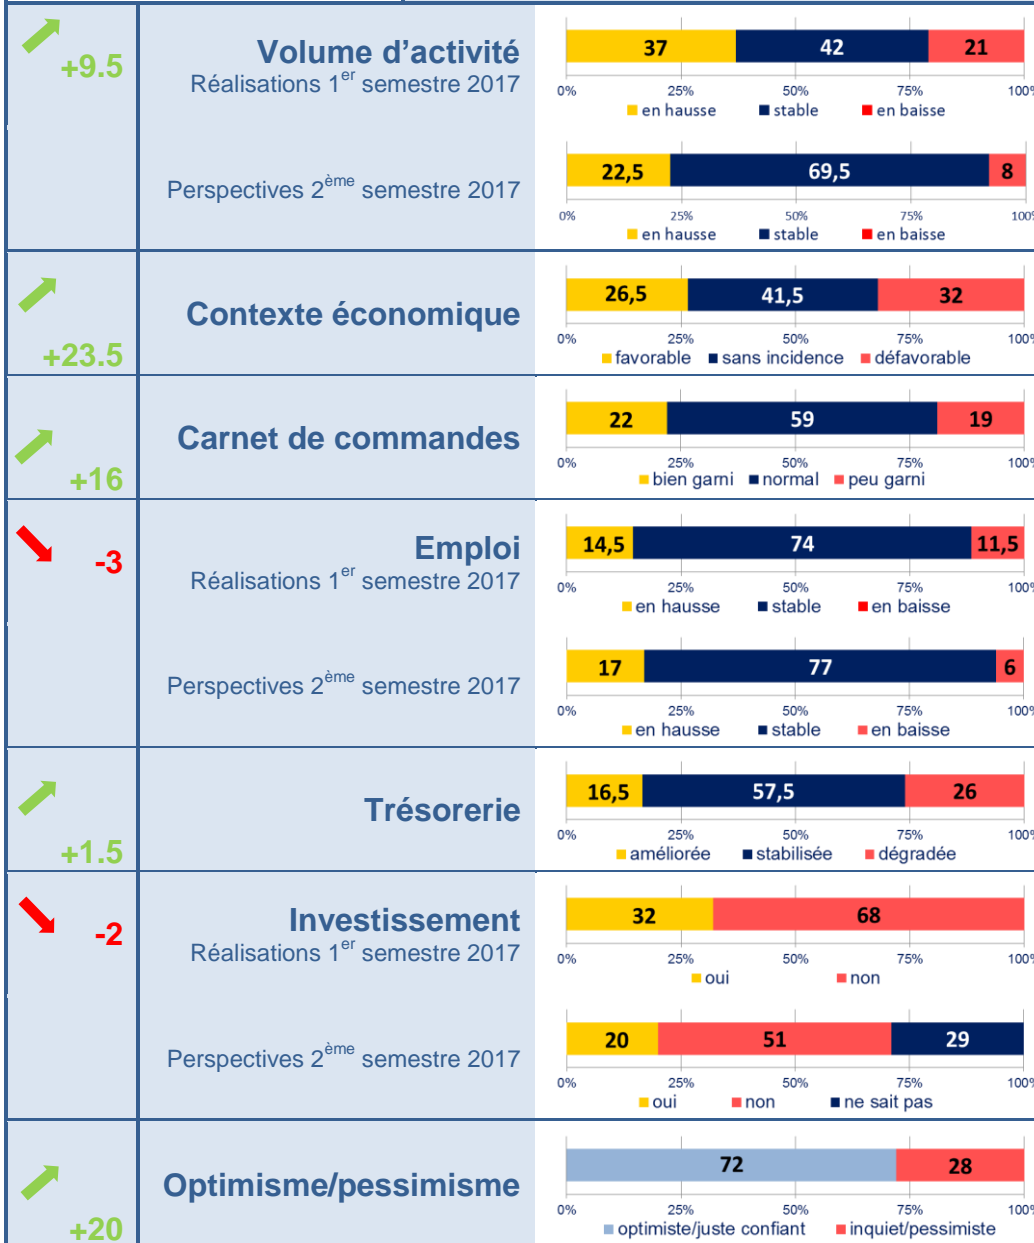 +9.5
Volume d'activité
Réalisations 1er semestre 2017
37 42 21
0% 25% 50% 75% 100%
en hausse stable en baisse
Perspectives 2ème semestre 2017
22,5 69,5 8
0% 25% 50% 75% 100%
en hausse stable en baisse
+23.5
Contexte économique
26,5 41,5 32
0% 25% 50% 75% 100%
favorable sans incidence défavorable
+16
Carnet de commandes
22 59 19
0% 25% 50% 75% 100%
bien garni normal peu garni
-3
Emploi
Réalisations 1er semestre 2017
14,5 74 11,5
0% 25% 50% 75% 100%
en hausse stable en baisse
Perspectives 2ème semestre 2017
17 77 6
0% 25% 50% 75% 100%
en hausse stable en baisse
+1.5
Trésorerie
16,5 57,5 26
0% 25% 50% 75% 100%
améliorée stabilisée dégradée
-2
Investissement
Réalisations 1er semestre 2017
32 68
0% 25% 50% 75% 100%
oui non
Perspectives 2ème semestre 2017
20 51 29
0% 25% 50% 75% 100%
oui non ne sait pas
+20
Optimisme/pessimisme
72 28
0% 25% 50% 75% 100%
optimiste/juste confiant inquiet/pessimiste